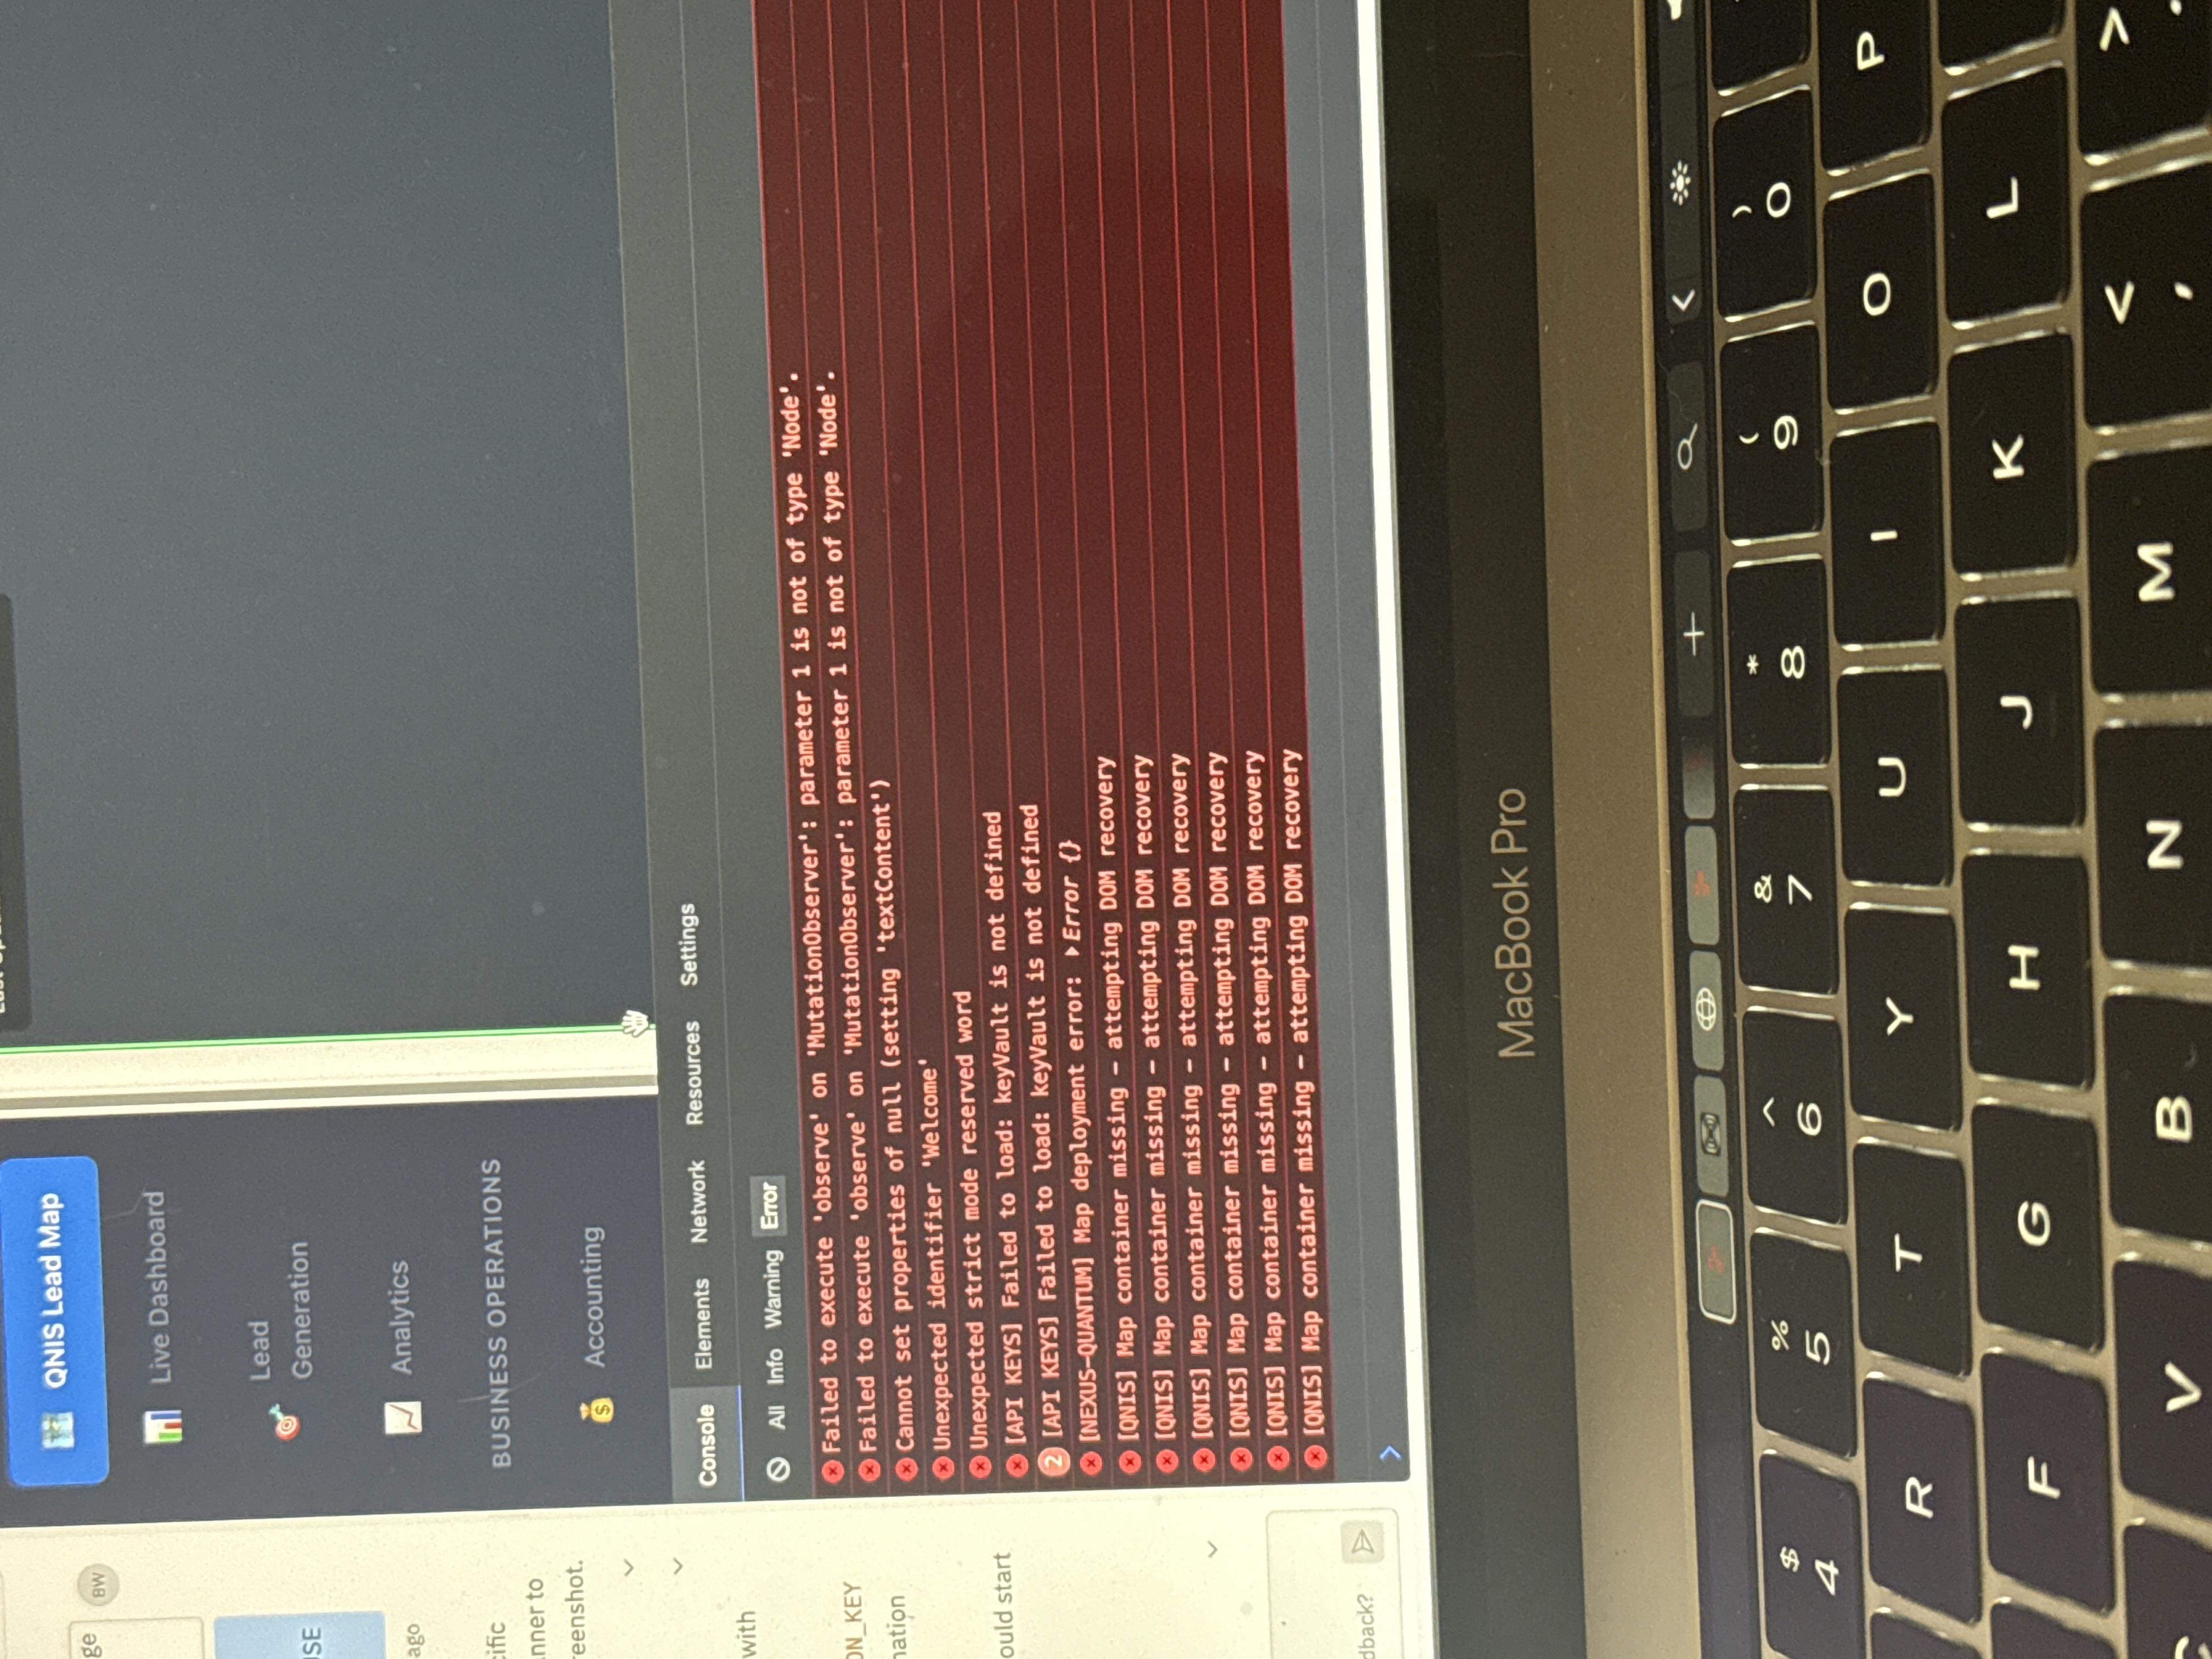 QNIS Lead Map
ge
BW
Live Dashboard
Lead
Generation
Analytics
ago
BUSINESS OPERATIONS
Accounting
nner to
reenshot.
with
ON_KEY
ould start
dback?
Console Elements Network Resources Settings
All Info Warning Error
Failed to execute 'observe' on 'MutationObserver': parameter 1 is not of type 'Node'.
Failed to execute 'observe' on 'MutationObserver': parameter 1 is not of type 'Node'.
Cannot set properties of null (setting 'textContent')
Unexpected identifier 'Welcome'
Unexpected strict mode reserved word
[API KEYS] Failed to load: keyVault is not defined
2 [API KEYS] Failed to load: keyVault is not defined
[NEXUS-QUANTUM] Map deployment error: Error {}
[QNIS] Map container missing – attempting DOM recovery
[QNIS] Map container missing – attempting DOM recovery
[QNIS] Map container missing – attempting DOM recovery
[QNIS] Map container missing – attempting DOM recovery
[QNIS] Map container missing – attempting DOM recovery
[QNIS] Map container missing – attempting DOM recovery
MacBook Pro
$ % ^ & * ( )
4 5 6 7 8 9 0
R T Y U I O P
F G H J K L
V B N M < >
,